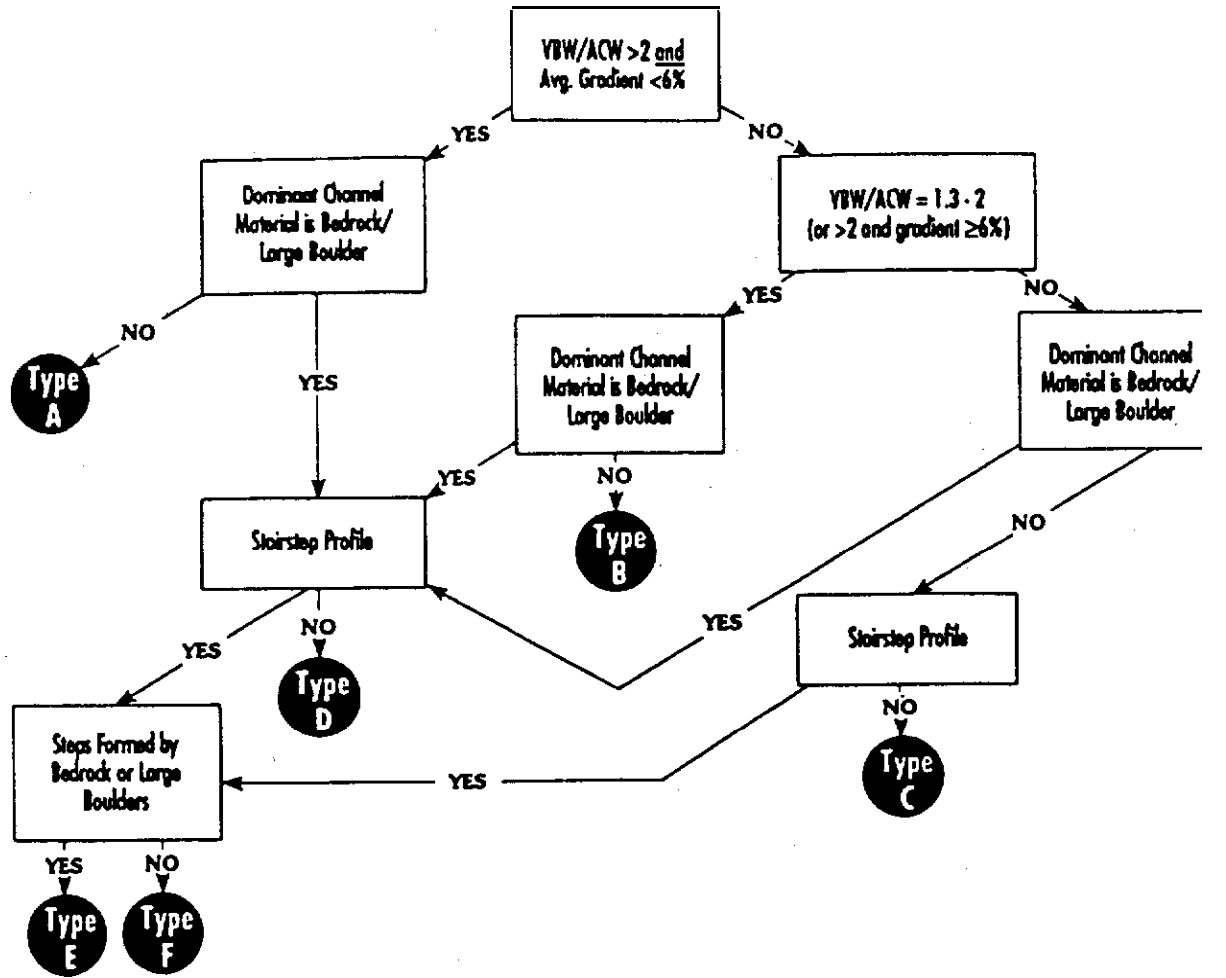 VBW/ACW >2 and
Avg. Gradient <6%
YES
NO
Dominant Channel
Material is Bedrock/
Large Boulder
VBW/ACW = 1.3 - 2
(or >2 and gradient ≥6%)
NO
YES
YES
NO
Type
A
Dominant Channel
Material is Bedrock/
Large Boulder
Dominant Channel
Material is Bedrock/
Large Boulder
YES
NO
NO
Stairstep Profile
Type
B
YES
NO
YES
Stairstep Profile
Type
D
NO
Steps Formed by
Bedrock or Large
Boulders
YES
Type
C
YES
NO
Type
E
Type
F